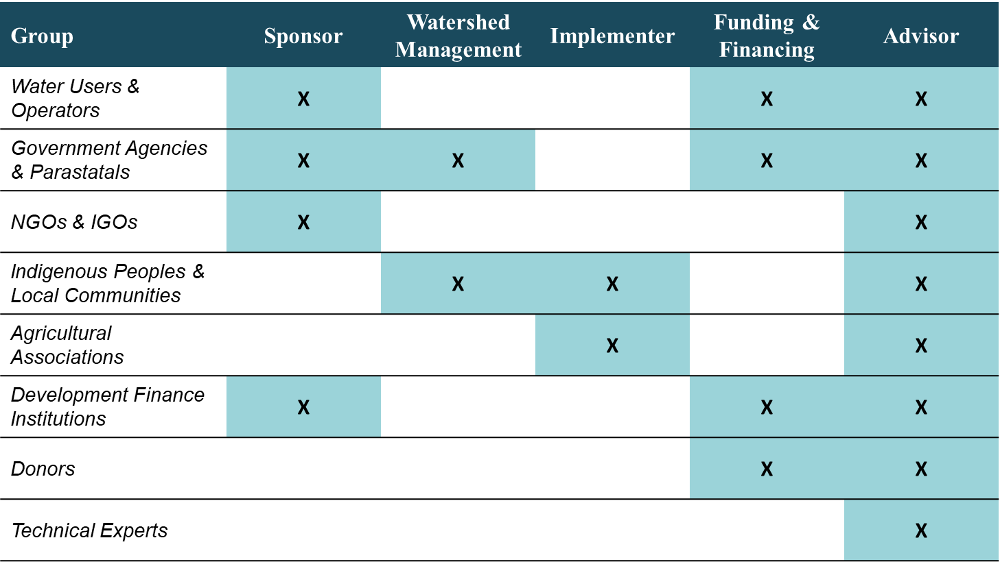 Group Sponsor Watershed Management Implementer Funding & Financing Advisor
Water Users &
Operators X X X
Government Agencies
& Parastatals X X X X
NGOs & IGOs X X
Indigenous Peoples &
Local Communities X X X
Agricultural
Associations X X
Development Finance
Institutions X X X
Donors X X
Technical Experts X